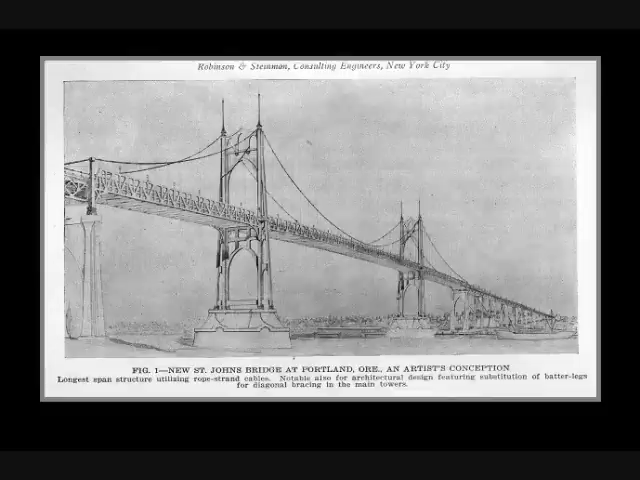 Robinson & Steinman, Consulting Engineers, New York City
FIG. 1—NEW ST. JOHNS BRIDGE AT PORTLAND, ORE., AN ARTIST'S CONCEPTION
Longest span structure utilizing rope-strand cables. Notable also for architectural design featuring substitution of batter-legs
for diagonal bracing in the main towers.